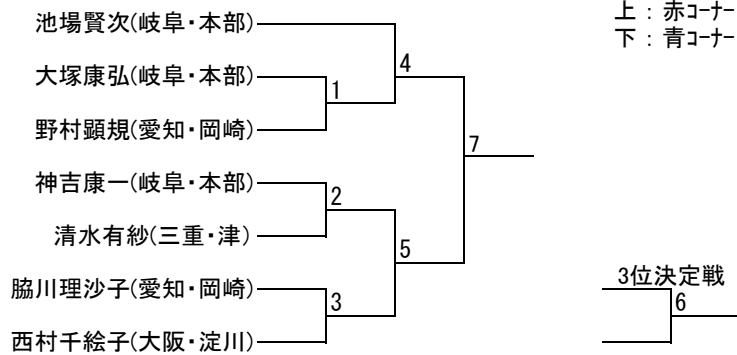 池場賢次(岐阜・本部)
大塚康弘(岐阜・本部)
野村顕規(愛知・岡崎)
神吉康一(岐阜・本部)
清水有紗(三重・津)
脇川理沙子(愛知・岡崎)
西村千絵子(大阪・淀川)
1
2
3
4
5
7
上：赤ｺｰﾅｰ
下：青ｺｰﾅｰ
3位決定戦
6